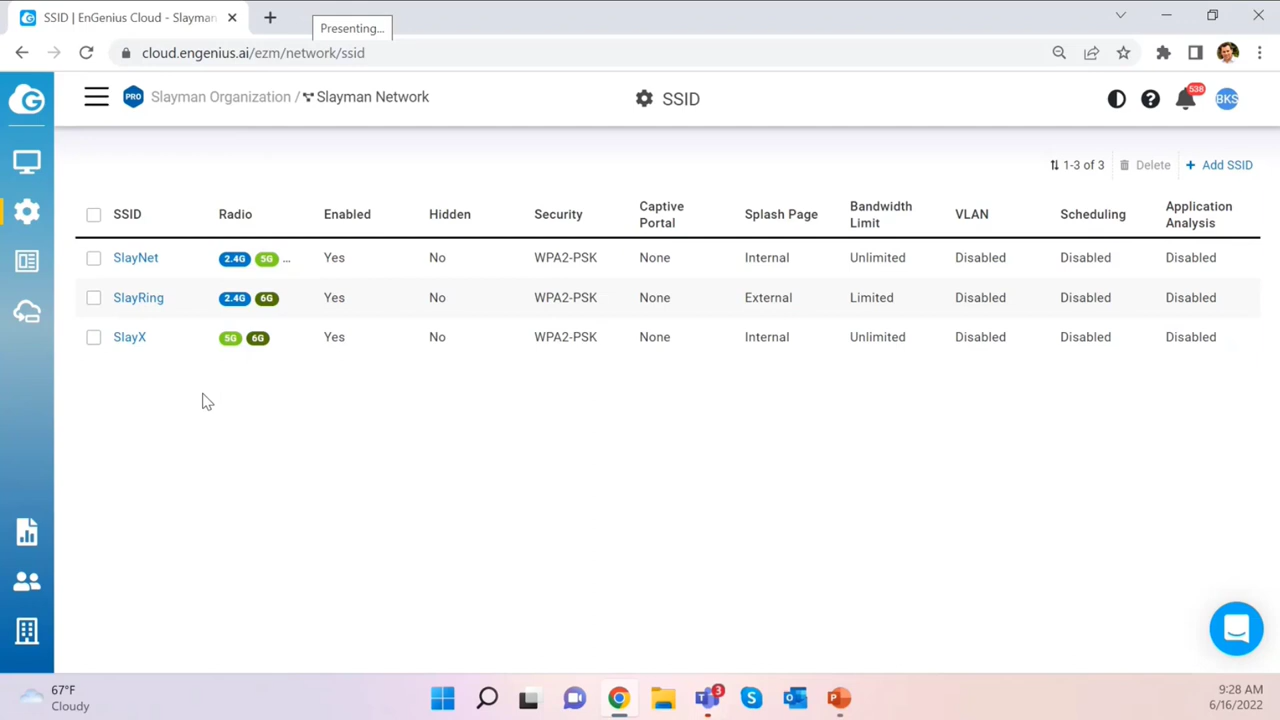 SSID | EnGenius Cloud - Slayman
Presenting...
cloud.engenius.ai/ezm/network/ssid
PRO Slayman Organization / Slayman Network
SSID
538
BKS
1-3 of 3 Delete + Add SSID
SSID Radio Enabled Hidden Security Captive Portal Splash Page Bandwidth Limit VLAN Scheduling Application Analysis
SlayNet 2.4G 5G ... Yes No WPA2-PSK None Internal Unlimited Disabled Disabled Disabled
SlayRing 2.4G 6G Yes No WPA2-PSK None External Limited Disabled Disabled Disabled
SlayX 5G 6G Yes No WPA2-PSK None Internal Unlimited Disabled Disabled Disabled
67°F
Cloudy
3
9:28 AM
6/16/2022